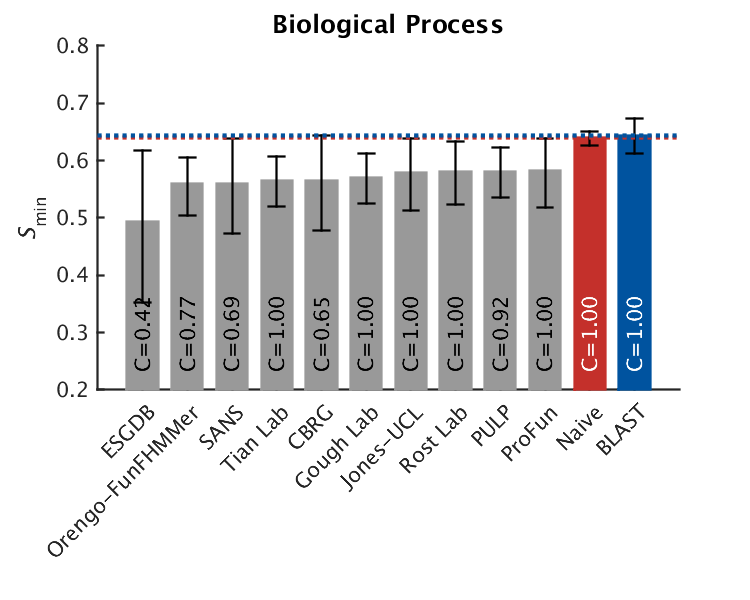 Biological Process
0.8
0.7
0.6
0.5
0.4
0.3
0.2
Smin
C=0.42
C=0.77
C=0.69
C=1.00
C=0.65
C=1.00
C=1.00
C=1.00
C=0.92
C=1.00
C=1.00
C=1.00
ESGDB
Orengo-FunFHMMer
SANS
Tian Lab
CBRG
Gough Lab
Jones-UCL
Rost Lab
PULP
ProFun
Naive
BLAST